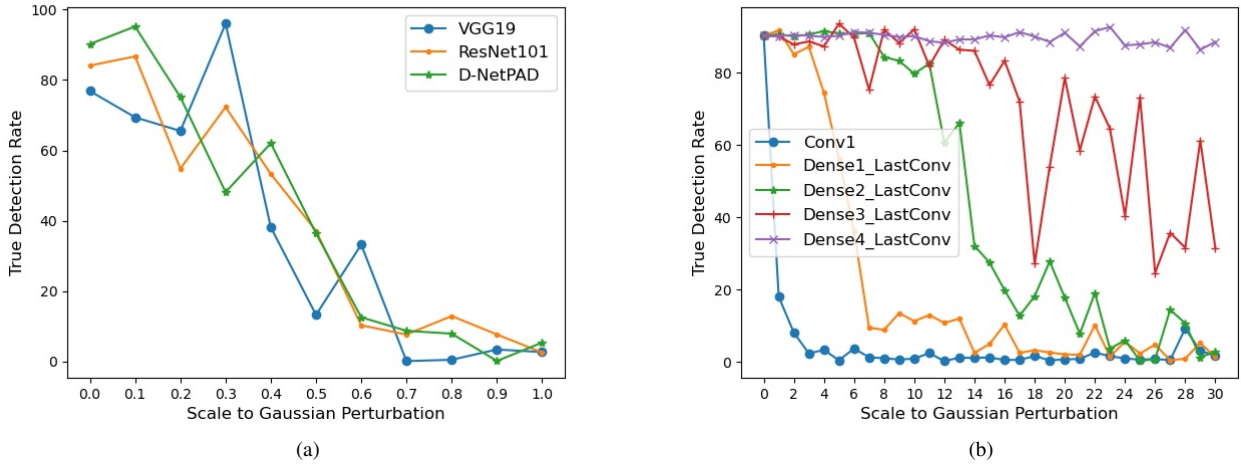 100
80
60
40
20
0
True Detection Rate
VGG19
ResNet101
D-NetPAD
0.0 0.1 0.2 0.3 0.4 0.5 0.6 0.7 0.8 0.9 1.0
Scale to Gaussian Perturbation
(a)
80
60
40
20
0
True Detection Rate
Conv1
Dense1_LastConv
Dense2_LastConv
Dense3_LastConv
Dense4_LastConv
0 2 4 6 8 10 12 14 16 18 20 22 24 26 28 30
Scale to Gaussian Perturbation
(b)